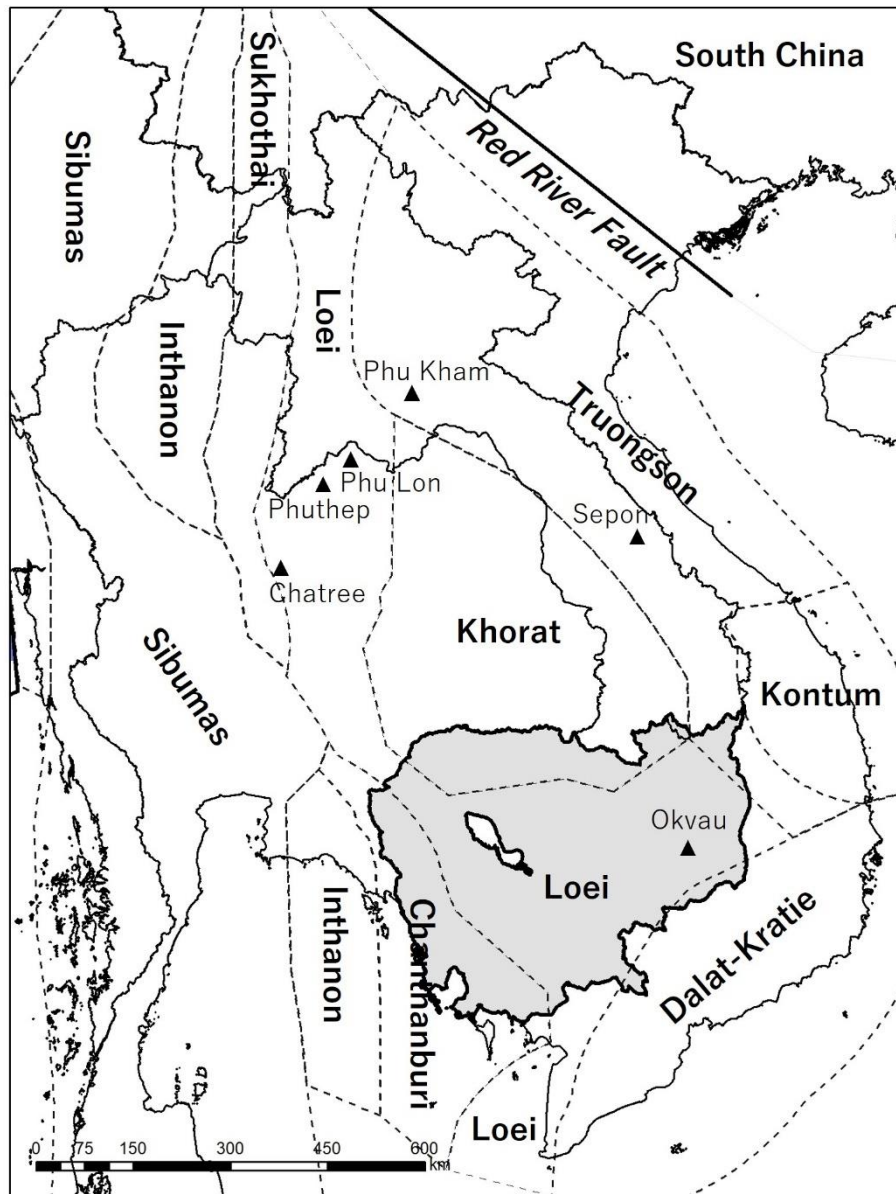 South China
Sukhothai
Sibumas
Red River Fault
Loei
Inthanon
Phu Kham
Truongson
Phu Lon
Phuthep
Sepon
Chatree
Khorat
Sibumas
Kontum
Okvau
Loei
Inthanon
Chanthanburi
Dalat-Kratie
Loei
0 75 150 300 450 600
km